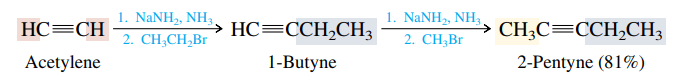 HC≡CH 1. NaNH₂, NH₃ 2. CH₃CH₂Br HC≡CCH₂CH₃ 1. NaNH₂, NH₃ 2. CH₃Br CH₃C≡CCH₂CH₃
Acetylene 1-Butyne 2-Pentyne (81%)